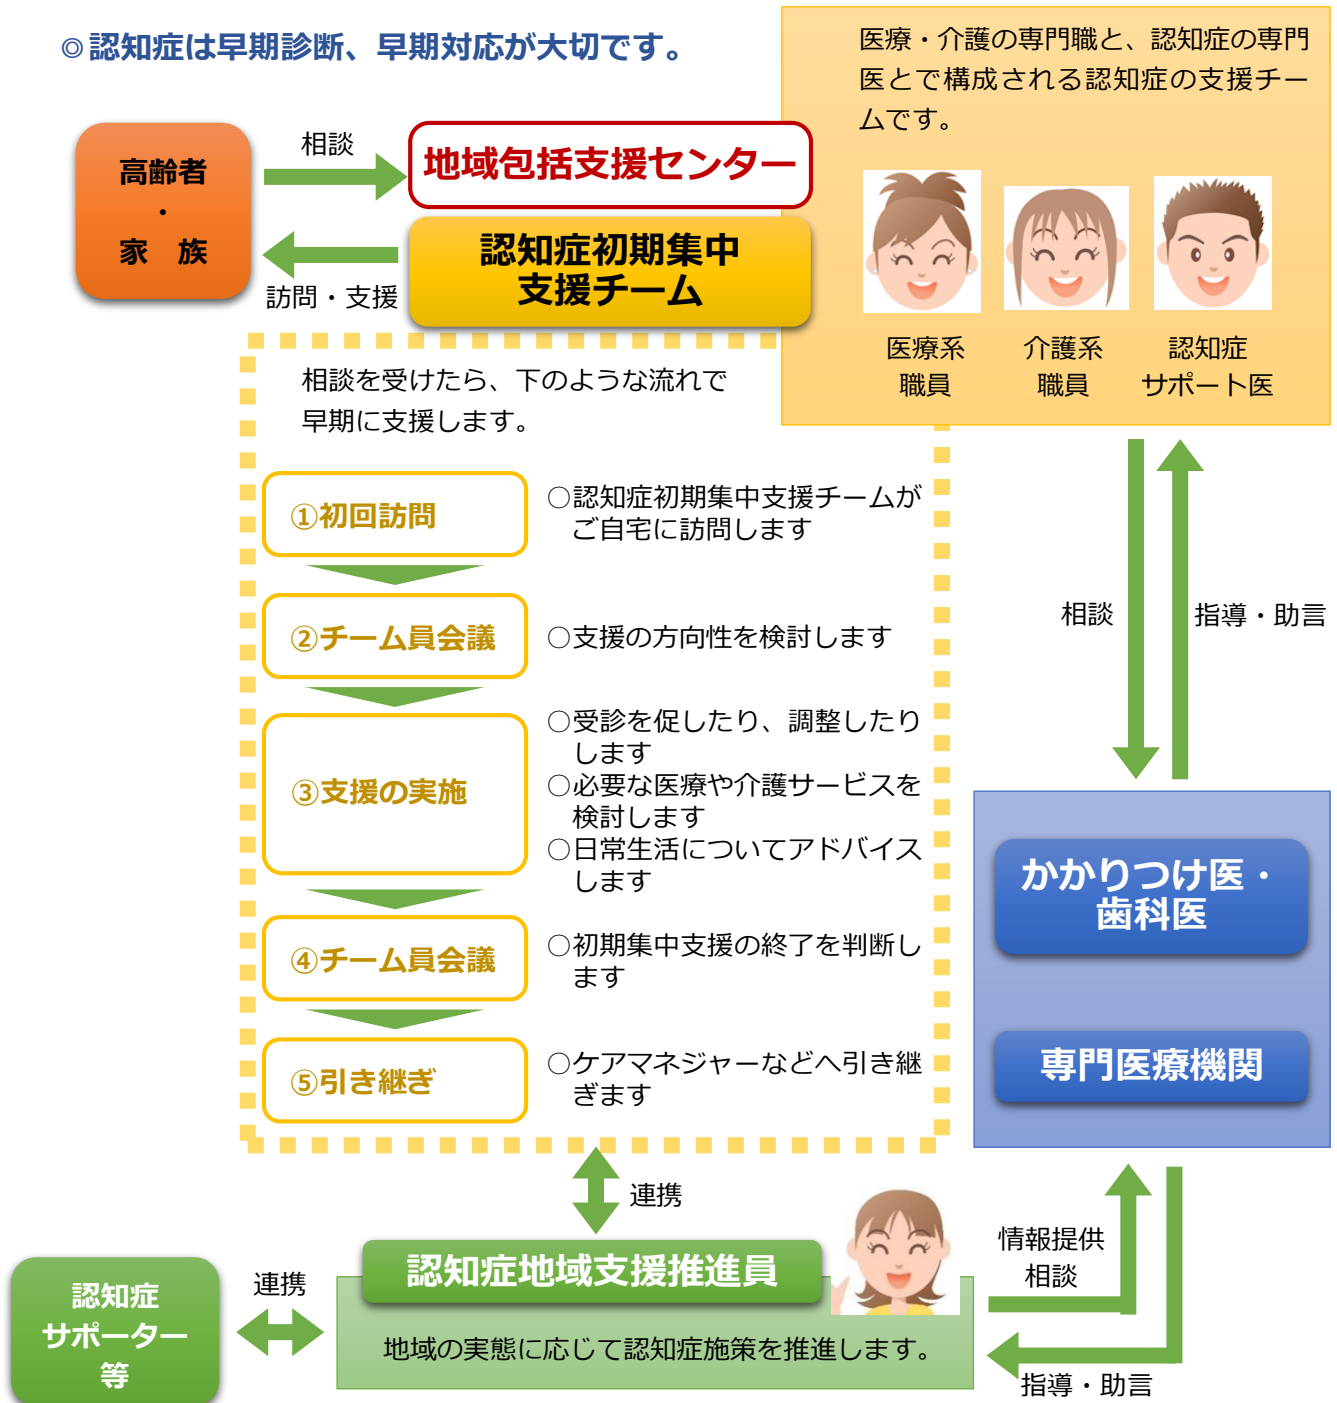 ◎認知症は早期診断、早期対応が大切です。
医療・介護の専門職と、認知症の専門
医とで構成される認知症の支援チー
ムです。
高齢者
・
家　族
相談
地域包括支援センター
訪問・支援
認知症初期集中
支援チーム
医療系
職員
介護系
職員
認知症
サポート医
相談を受けたら、下のような流れで
早期に支援します。
①初回訪問
○認知症初期集中支援チームが
ご自宅に訪問します
②チーム員会議
○支援の方向性を検討します
③支援の実施
○受診を促したり、調整したり
します
○必要な医療や介護サービスを
検討します
○日常生活についてアドバイス
します
④チーム員会議
○初期集中支援の終了を判断し
ます
⑤引き継ぎ
○ケアマネジャーなどへ引き継
ぎます
相談
指導・助言
かかりつけ医・
歯科医
専門医療機関
連携
認知症地域支援推進員
地域の実態に応じて認知症施策を推進します。
連携
認知症
サポーター
等
情報提供
相談
指導・助言